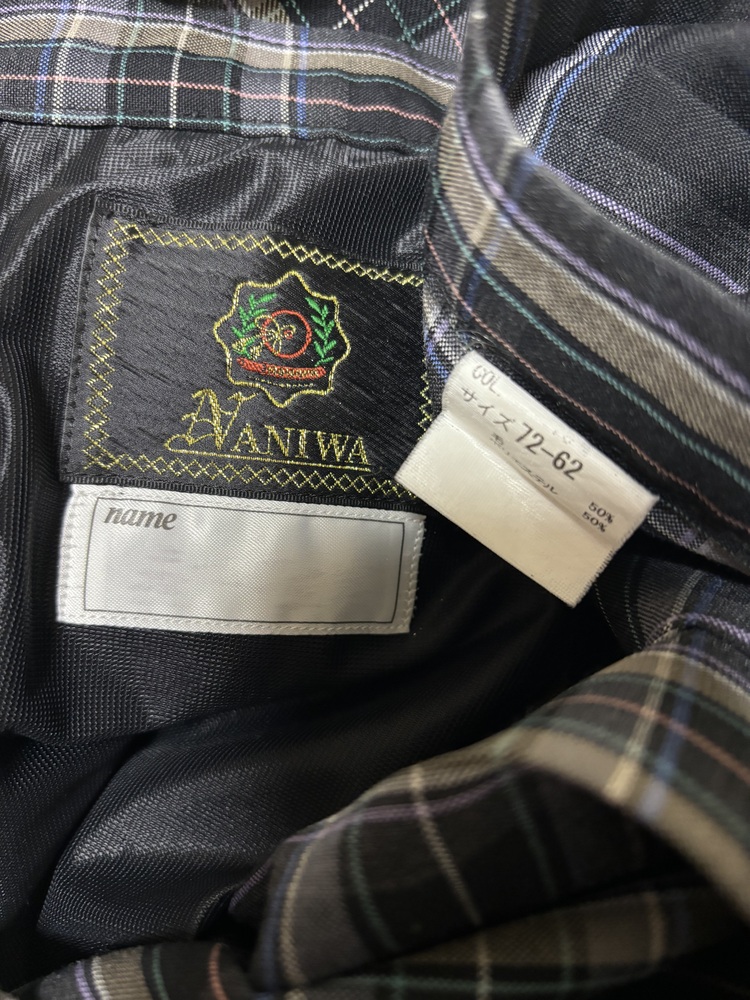 NANIWA
name
COL.
サイズ 72-62
50%
50%